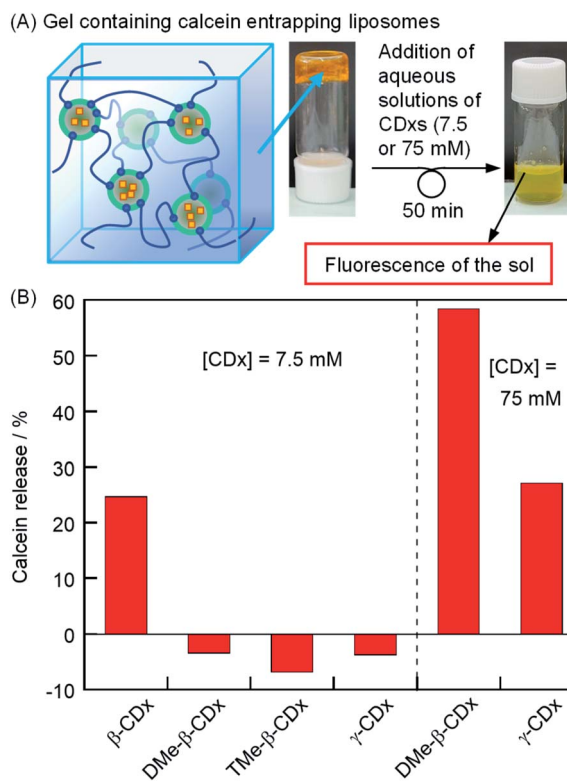 (A) Gel containing calcein entrapping liposomes
Addition of
aqueous
solutions of
CDxs (7.5
or 75 mM)
50 min
Fluorescence of the sol
(B)
60
50
40
30
20
10
0
-10
Calcein release / %
[CDx] = 7.5 mM
[CDx] =
75 mM
β-CDx
DMe-β-CDx
TMe-β-CDx
γ-CDx
DMe-β-CDx
γ-CDx